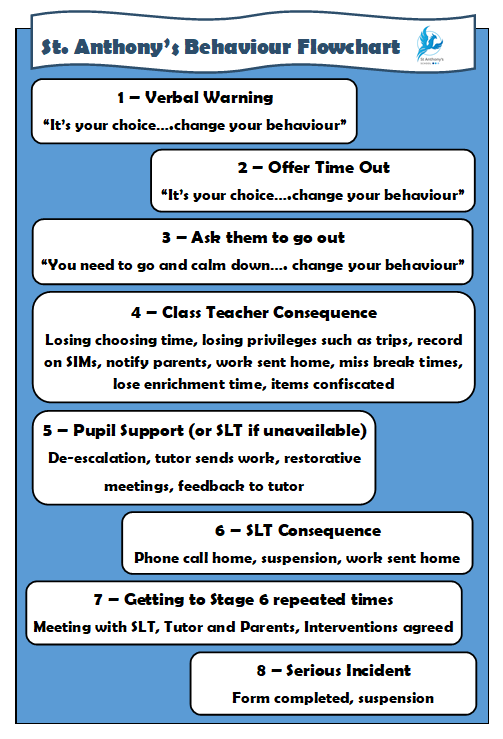 St. Anthony's Behaviour Flowchart
St Anthony's
1 – Verbal Warning
"It's your choice....change your behaviour"
2 – Offer Time Out
"It's your choice....change your behaviour"
3 – Ask them to go out
"You need to go and calm down.... change your behaviour"
4 – Class Teacher Consequence
Losing choosing time, losing privileges such as trips, record
on SIMs, notify parents, work sent home, miss break times,
lose enrichment time, items confiscated
5 – Pupil Support (or SLT if unavailable)
De-escalation, tutor sends work, restorative
meetings, feedback to tutor
6 – SLT Consequence
Phone call home, suspension, work sent home
7 – Getting to Stage 6 repeated times
Meeting with SLT, Tutor and Parents, Interventions agreed
8 – Serious Incident
Form completed, suspension